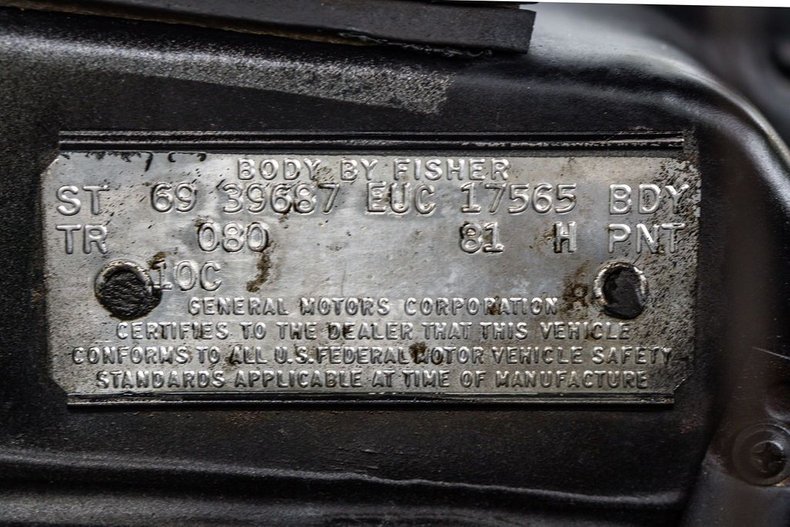 BODY BY FISHER
ST 69 39687 EUC 17565 BDY
TR 080 81 H PNT
10C
GENERAL MOTORS CORPORATION
CERTIFIES TO THE DEALER THAT THIS VEHICLE
CONFORMS TO ALL U.S. FEDERAL MOTOR VEHICLE SAFETY
STANDARDS APPLICABLE AT TIME OF MANUFACTURE